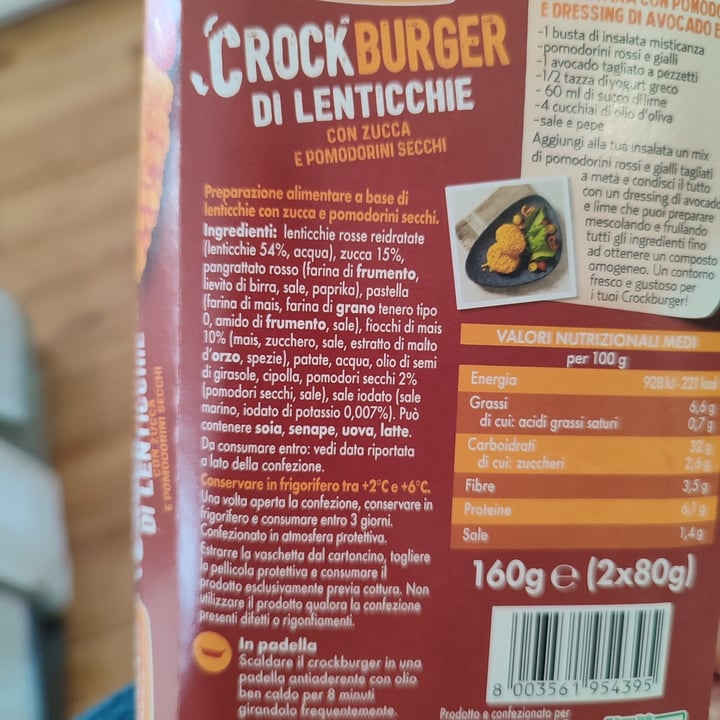 CROCKBURGER
DI LENTICCHIE
CON ZUCCA
E POMODORINI SECCHI
Preparazione alimentare a base di
lenticchie con zucca e pomodorini secchi.
Ingredienti: lenticchie rosse reidratate
(lenticchie 54%, acqua), zucca 15%,
pangrattato rosso (farina di frumento,
lievito di birra, sale, paprika), pastella
(farina di mais, farina di grano tenero tipo
0, amido di frumento, sale), fiocchi di mais
10% (mais, zucchero, sale, estratto di malto
d'orzo, spezie), patate, acqua, olio di semi
di girasole, cipolla, pomodori secchi 2%
(pomodori secchi, sale), sale iodato (sale
marino, iodato di potassio 0,007%). Può
contenere soia, senape, uova, latte.
Da consumare entro: vedi data riportata
a lato della confezione.
Conservare in frigorifero tra +2°C e +6°C.
Una volta aperta la confezione, conservare in
frigorifero e consumare entro 3 giorni.
Confezionato in atmosfera protettiva.
Estrarre la vaschetta dal cartoncino, togliere
la pellicola protettiva e consumare il
prodotto esclusivamente previa cottura. Non
utilizzare il prodotto qualora la confezione
presenti difetti o rigonfiamenti.
In padella
Scaldare il crockburger in una
padella antiaderente con olio
ben caldo per 8 minuti
girandolo frequentemente.
E DRESSING DI AVOCADO E
-1 busta di insalata misticanza
-pomodorini rossi e gialli
-1 avocado tagliato a pezzetti
-1/2 tazza di yogurt greco
- 60 ml di succo di lime
-4 cucchiai di olio d'oliva
-sale e pepe
Aggiungi alla tua insalata un mix
di pomodorini rossi e gialli tagliati
a metà e condisci il tutto
con un dressing di avocado
e lime che puoi preparare
mescolando e frullando
tutti gli ingredienti fino
ad ottenere un composto
omogeneo. Un contorno
fresco e gustoso per
i tuoi Crockburger!
VALORI NUTRIZIONALI MEDI
per 100 g
Energia 928 kJ - 221 kcal
Grassi 6,6 g
di cui: acidi grassi saturi 0,7 g
Carboidrati 32 g
di cui: zuccheri 2,6 g
Fibre 3,5 g
Proteine 6,1 g
Sale 1,4 g
160g e (2x80g)
8 003561 954395
Prodotto e confezionato per
DI LENTICCHIE
CON ZUCCA
E POMODORINI SECCHI